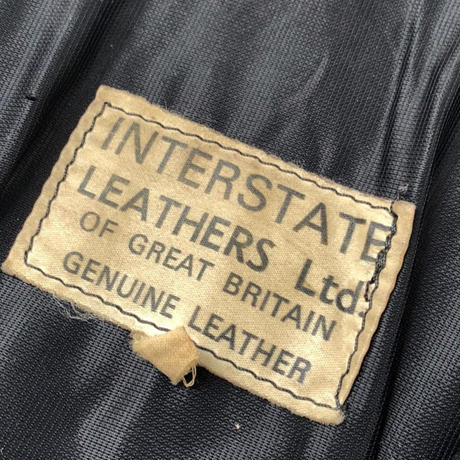 INTERSTATE
LEATHERS Ltd.
OF GREAT BRITAIN
GENUINE LEATHER